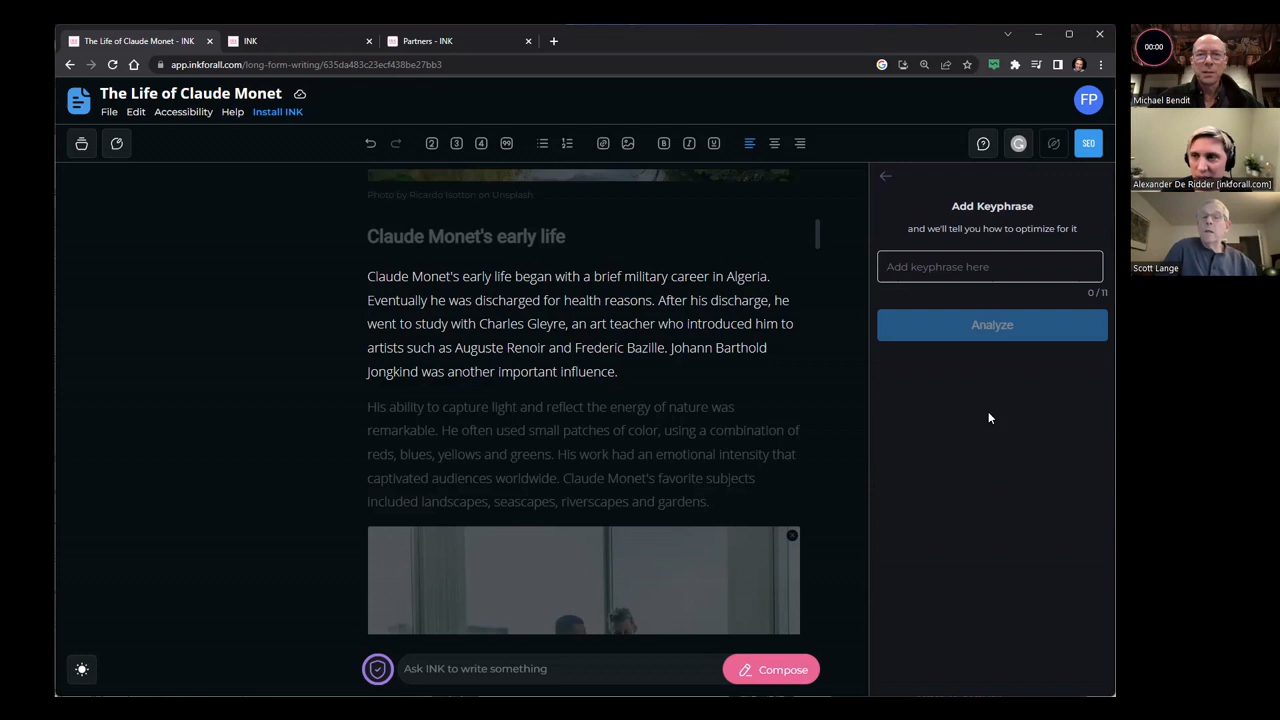 The Life of Claude Monet - INK
INK
Partners - INK
app.inkforall.com/long-form-writing/635da483c23ecf438be27bb3
The Life of Claude Monet
File Edit Accessibility Help Install INK
FP
2 3 4
B I U
SEO
Photo by Ricardo Isotton on Unsplash
Claude Monet's early life
Claude Monet's early life began with a brief military career in Algeria.
Eventually he was discharged for health reasons. After his discharge, he
went to study with Charles Gleyre, an art teacher who introduced him to
artists such as Auguste Renoir and Frederic Bazille. Johann Barthold
Jongkind was another important influence.
His ability to capture light and reflect the energy of nature was
remarkable. He often used small patches of color, using a combination of
reds, blues, yellows and greens. His work had an emotional intensity that
captivated audiences worldwide. Claude Monet's favorite subjects
included landscapes, seascapes, riverscapes and gardens.
Ask INK to write something
Compose
Add Keyphrase
and we'll tell you how to optimize for it
Add keyphrase here
0 / 11
Analyze
00:00
Michael Bendit
Alexander De Ridder [inkforall.com]
Scott Lange